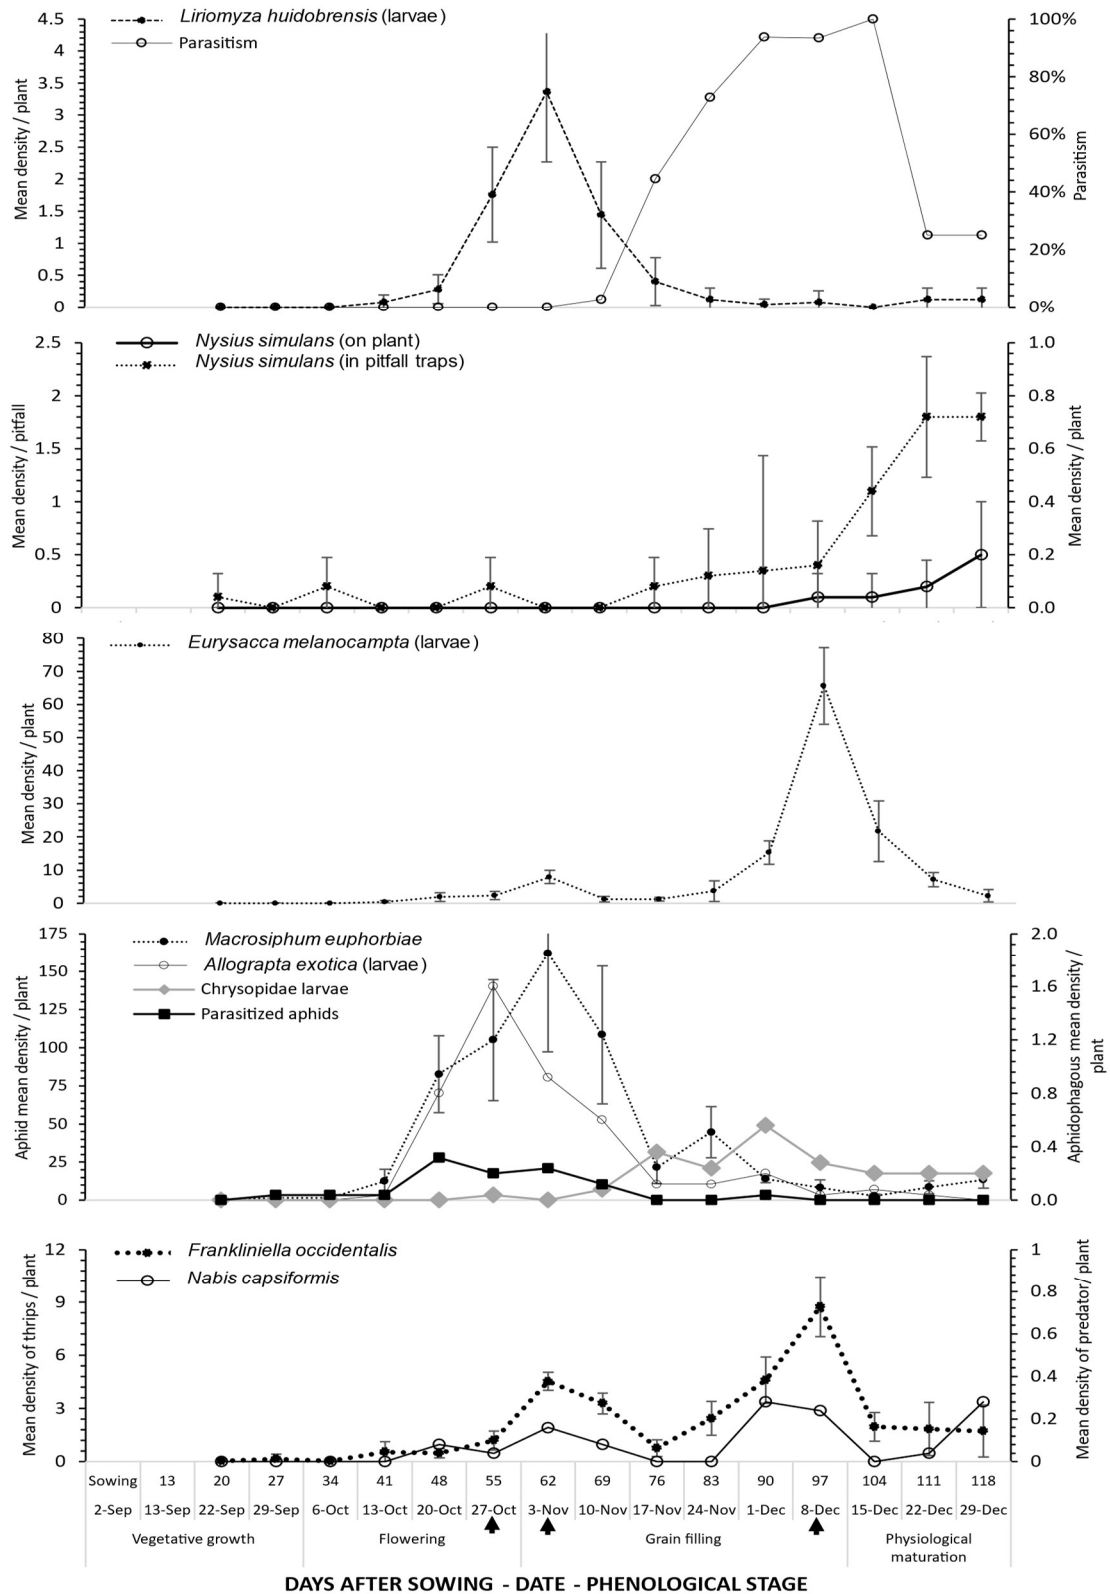 Liriomyza huidobrensis (larvae)
Parasitism
Mean density / plant
4.5
4
3.5
3
2.5
2
1.5
1
0.5
0
100%
80%
60%
40%
20%
0%
Parasitism
Nysius simulans (on plant)
Nysius simulans (in pitfall traps)
Mean density / pitfall
2.5
2
1.5
1
0.5
0
1.0
0.8
0.6
0.4
0.2
0.0
Mean density / plant
Eurysacca melanocampta (larvae)
Mean density / plant
80
70
60
50
40
30
20
10
0
Macrosiphum euphorbiae
Allograpta exotica (larvae)
Chrysopidae larvae
Parasitized aphids
Aphid mean density / plant
175
150
125
100
75
50
25
0
2.0
1.6
1.2
0.8
0.4
0.0
Aphidophagous mean density /
plant
Frankliniella occidentalis
Nabis capsiformis
Mean density of thrips / plant
12
9
6
3
0
1
0.8
0.6
0.4
0.2
0
Mean density of predator/ plant
Sowing 13 20 27 34 41 48 55 62 69 76 83 90 97 104 111 118
2-Sep 13-Sep 22-Sep 29-Sep 6-Oct 13-Oct 20-Oct 27-Oct 3-Nov 10-Nov 17-Nov 24-Nov 1-Dec 8-Dec 15-Dec 22-Dec 29-Dec
Vegetative growth Flowering Grain filling Physiological
maturation
DAYS AFTER SOWING - DATE - PHENOLOGICAL STAGE